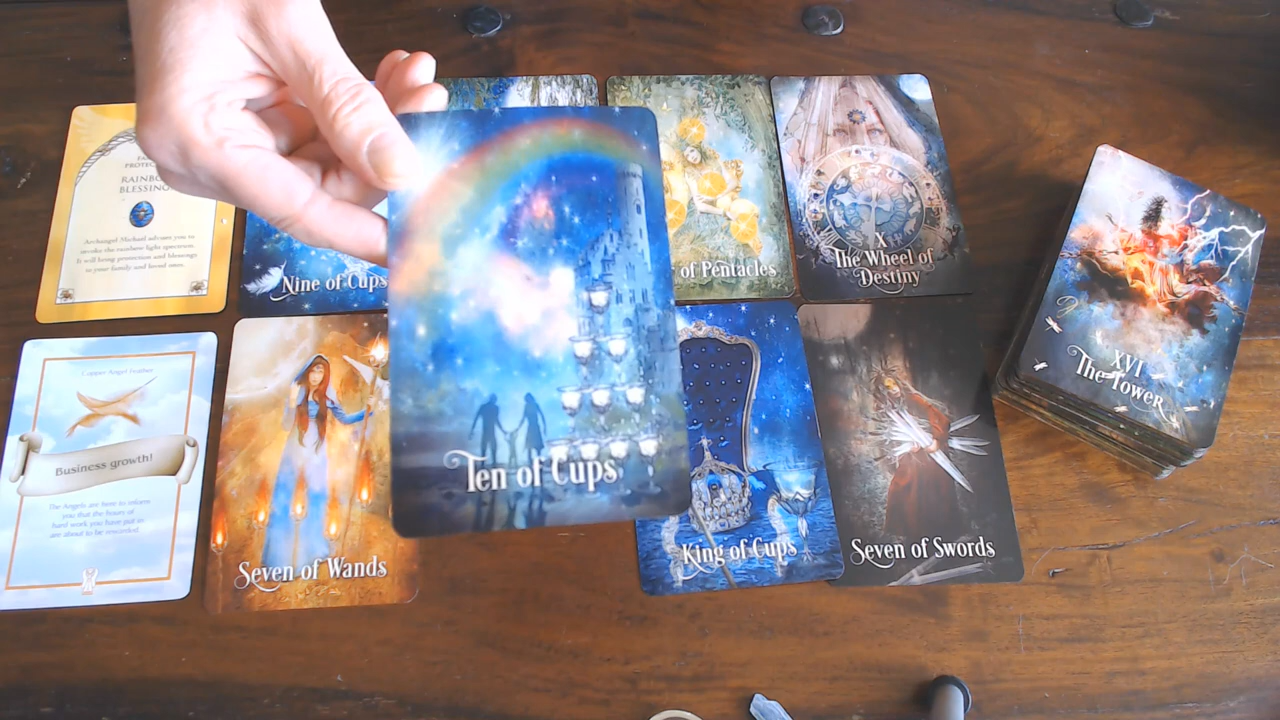 RAINBOW
BLESSING
Archangel Michael advises you to
invoke the rainbow light spectrum.
It will bring protection and blessings
to your family and loved ones.
Nine of Cups
of Pentacles
X
The Wheel of
Destiny
Copper Angel Feather
Business growth!
The Angels are here to inform
you that the hours of
hard work you have put in
are about to be rewarded.
Seven of Wands
Ten of Cups
King of Cups
Seven of Swords
XVI
The Tower